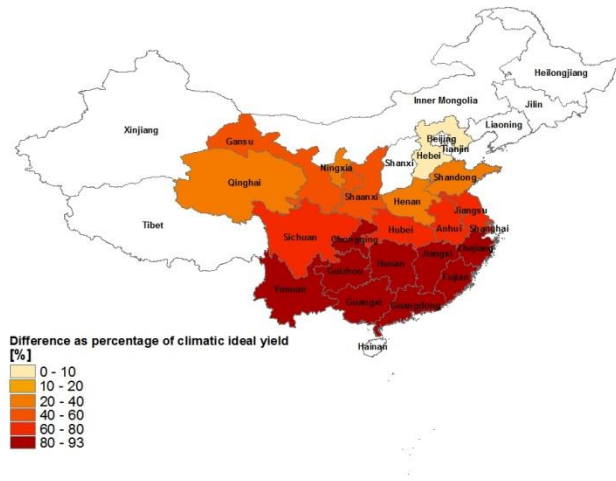 Heilongjiang
Inner Mongolia
Jilin
Xinjiang
Liaoning
Beijing
Tianjin
Gansu
Hebei
Shanxi
Ningxia
Qinghai
Shandong
Shaanxi
Henan
Jiangsu
Tibet
Shanghai
Anhui
Hubei
Sichuan
Chongqing
Zhejiang
Jiangxi
Hunan
Guizhou
Fujian
Yunnan
Guangxi
Guangdong
Hainan
Difference as percentage of climatic ideal yield
[%]
0 - 10
10 - 20
20 - 40
40 - 60
60 - 80
80 - 93